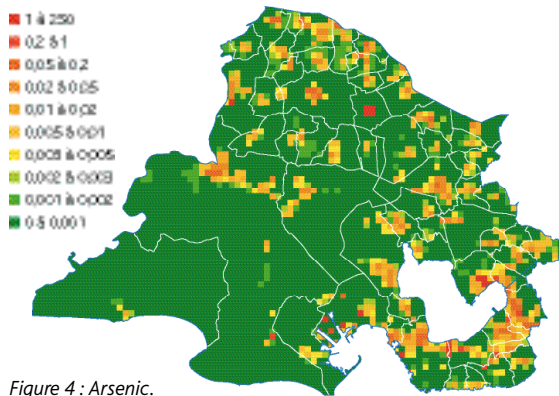 1 à 250
0,2 à 1
0,05 à 0,2
0,02 à 0,05
0,01 à 0,02
0,005 à 0,01
0,003 à 0,005
0,002 à 0,003
0,001 à 0,002
0 à 0,001
Figure 4 : Arsenic.